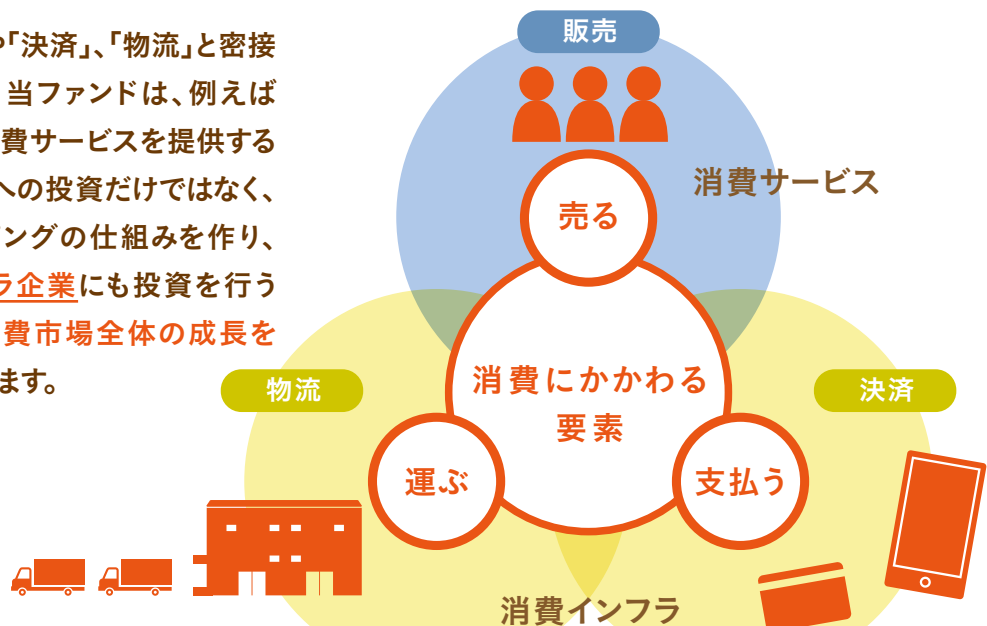 「決済」、「物流」と密接
当ファンドは、例えば
費サービスを提供する
への投資だけではなく、
ングの仕組みを作り、
ラ企業にも投資を行う
費市場全体の成長を
ます。
販売
消費サービス
売る
消費にかかわる
要素
物流
決済
運ぶ
支払う
消費インフラ